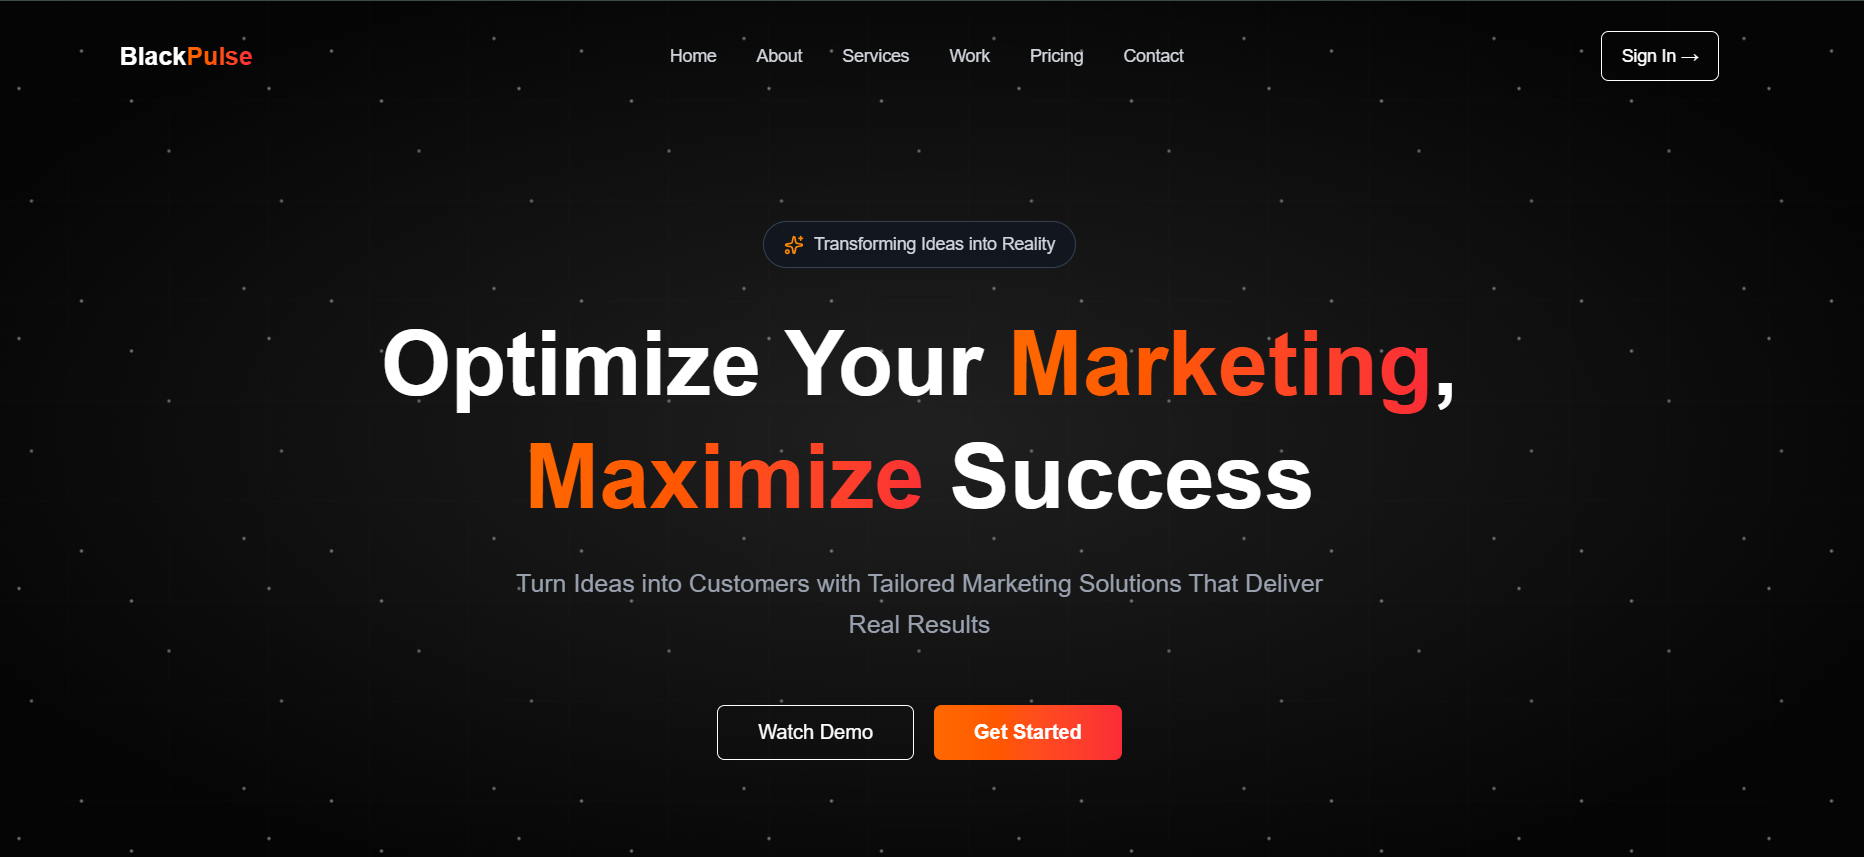 BlackPulse
Home
About
Services
Work
Pricing
Contact
Sign In →
Transforming Ideas into Reality
Optimize Your Marketing,
Maximize Success
Turn Ideas into Customers with Tailored Marketing Solutions That Deliver
Real Results
Watch Demo
Get Started